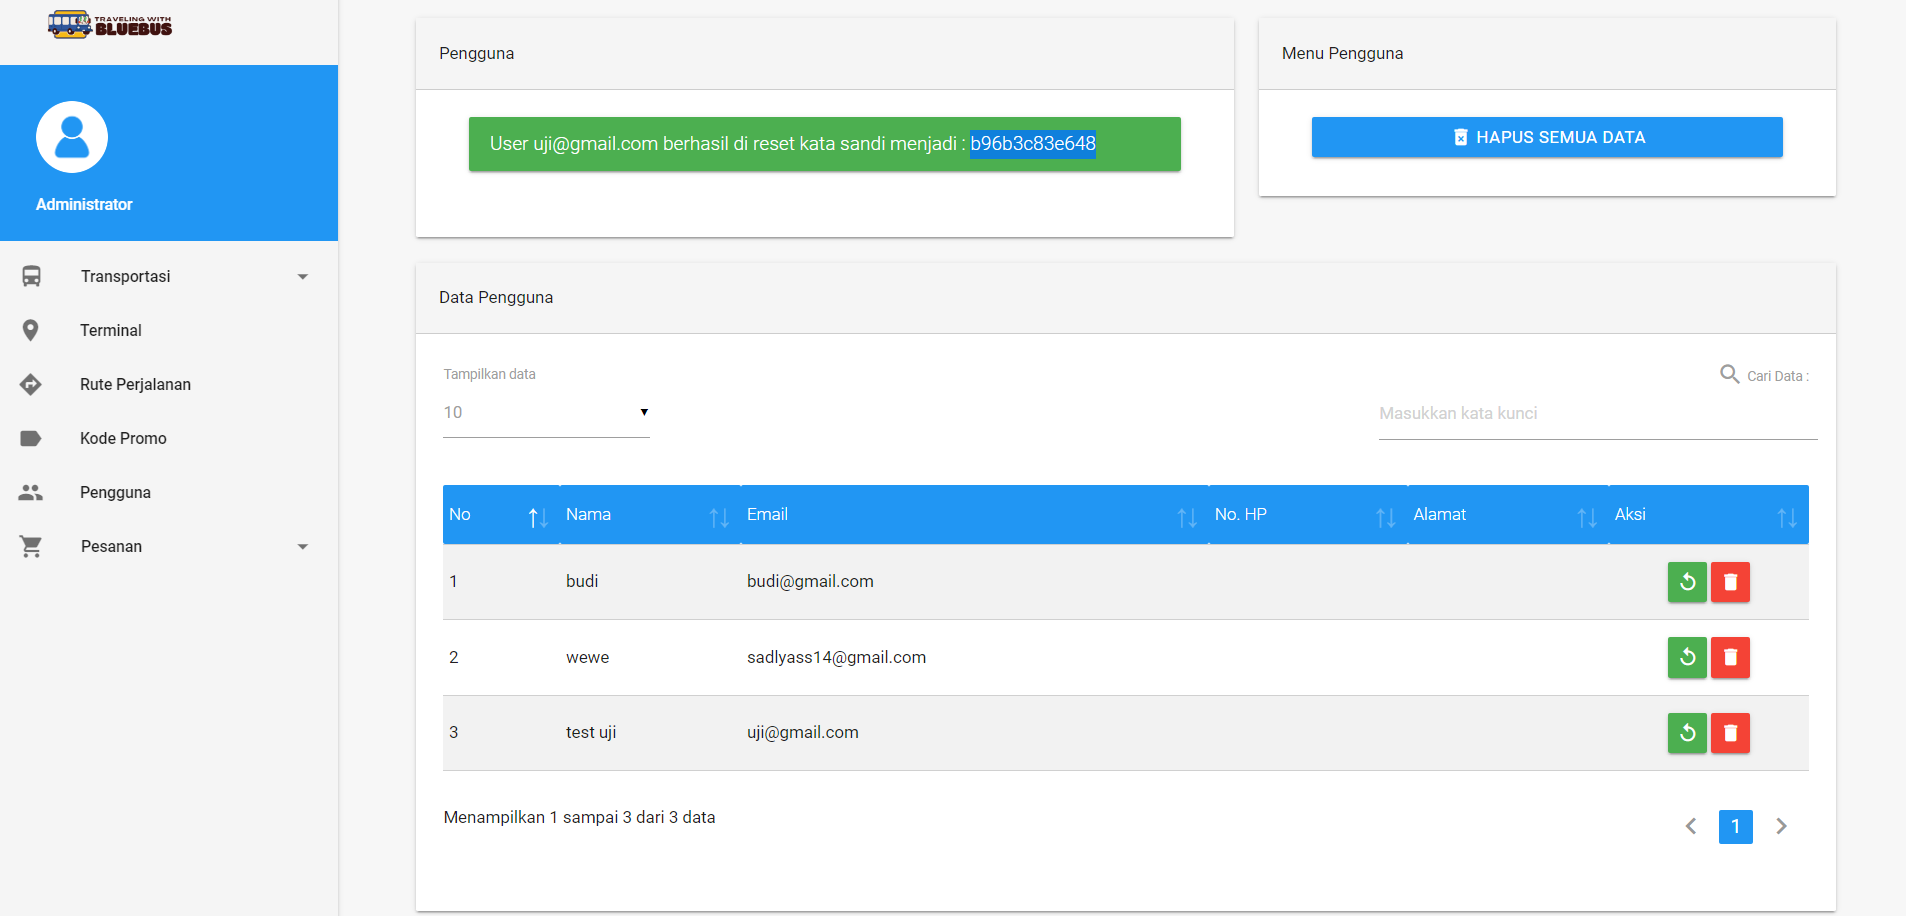 TRAVELING WITH
BLUEBUS
Administrator
Transportasi
Terminal
Rute Perjalanan
Kode Promo
Pengguna
Pesanan
Pengguna
User uji@gmail.com berhasil di reset kata sandi menjadi : b96b3c83e648
Menu Pengguna
HAPUS SEMUA DATA
Data Pengguna
Tampilkan data
10
Cari Data :
Masukkan kata kunci
No Nama Email No. HP Alamat Aksi
1 budi budi@gmail.com
2 wewe sadlyass14@gmail.com
3 test uji uji@gmail.com
Menampilkan 1 sampai 3 dari 3 data
1